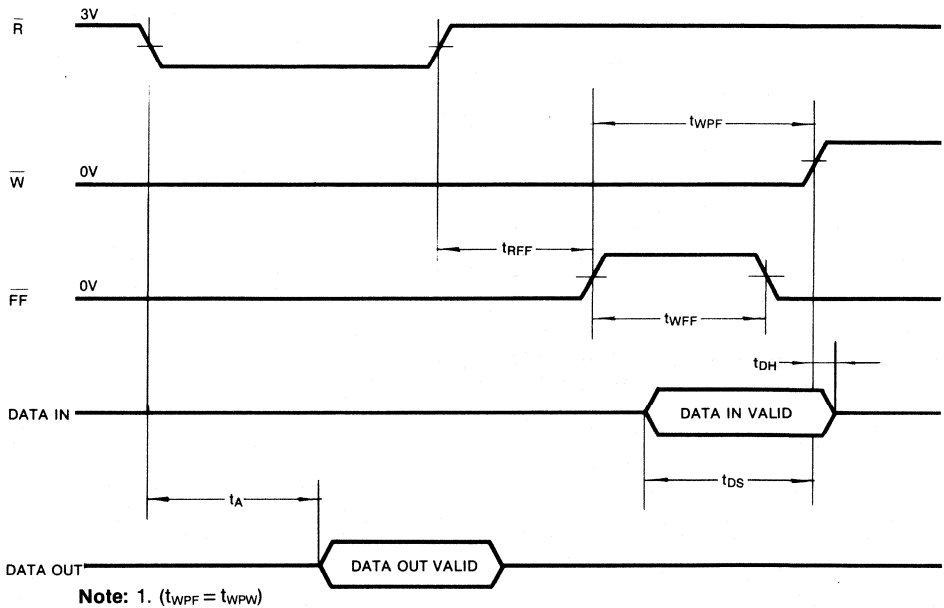 R̅ 3V
tWPF
W̅ 0V
tRFF
F̅F̅ 0V
tWFF
tDH
DATA IN DATA IN VALID
tDS
tA
DATA OUT DATA OUT VALID
Note: 1. (tWPF = tWPW)